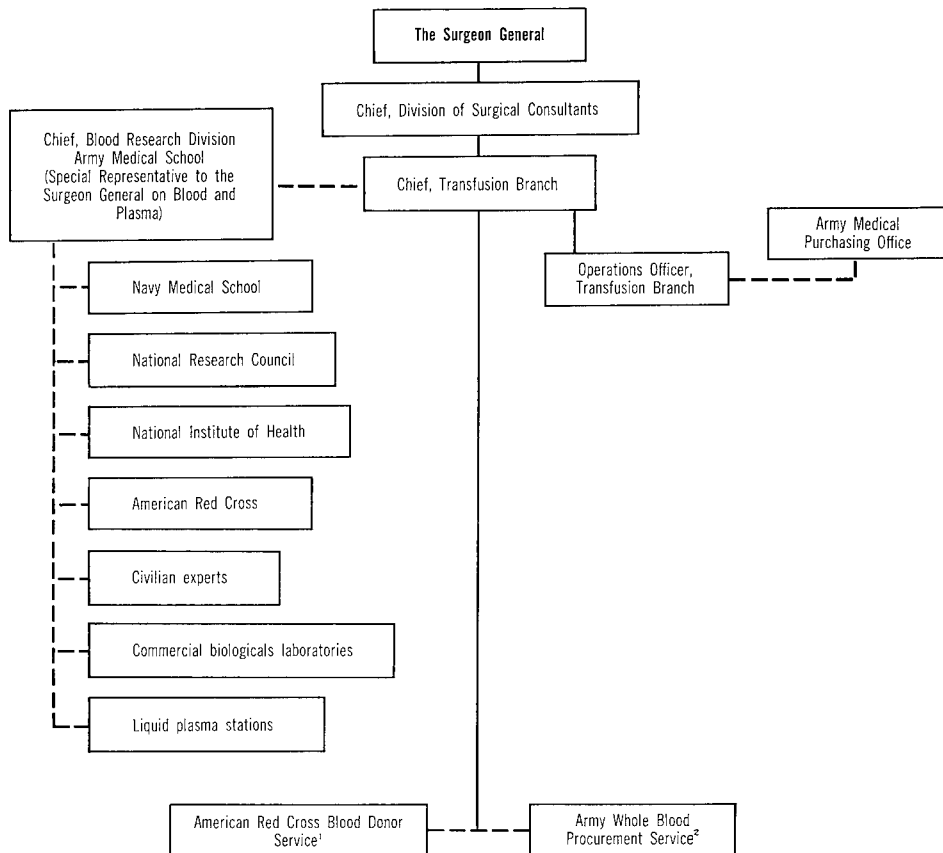 The Surgeon General
Chief, Division of Surgical Consultants
Chief, Blood Research Division
Army Medical School
(Special Representative to the
Surgeon General on Blood and
Plasma)
Chief, Transfusion Branch
Army Medical
Purchasing Office
Operations Officer,
Transfusion Branch
Navy Medical School
National Research Council
National Institute of Health
American Red Cross
Civilian experts
Commercial biologicals laboratories
Liquid plasma stations
American Red Cross Blood Donor
Service¹
Army Whole Blood
Procurement Service²